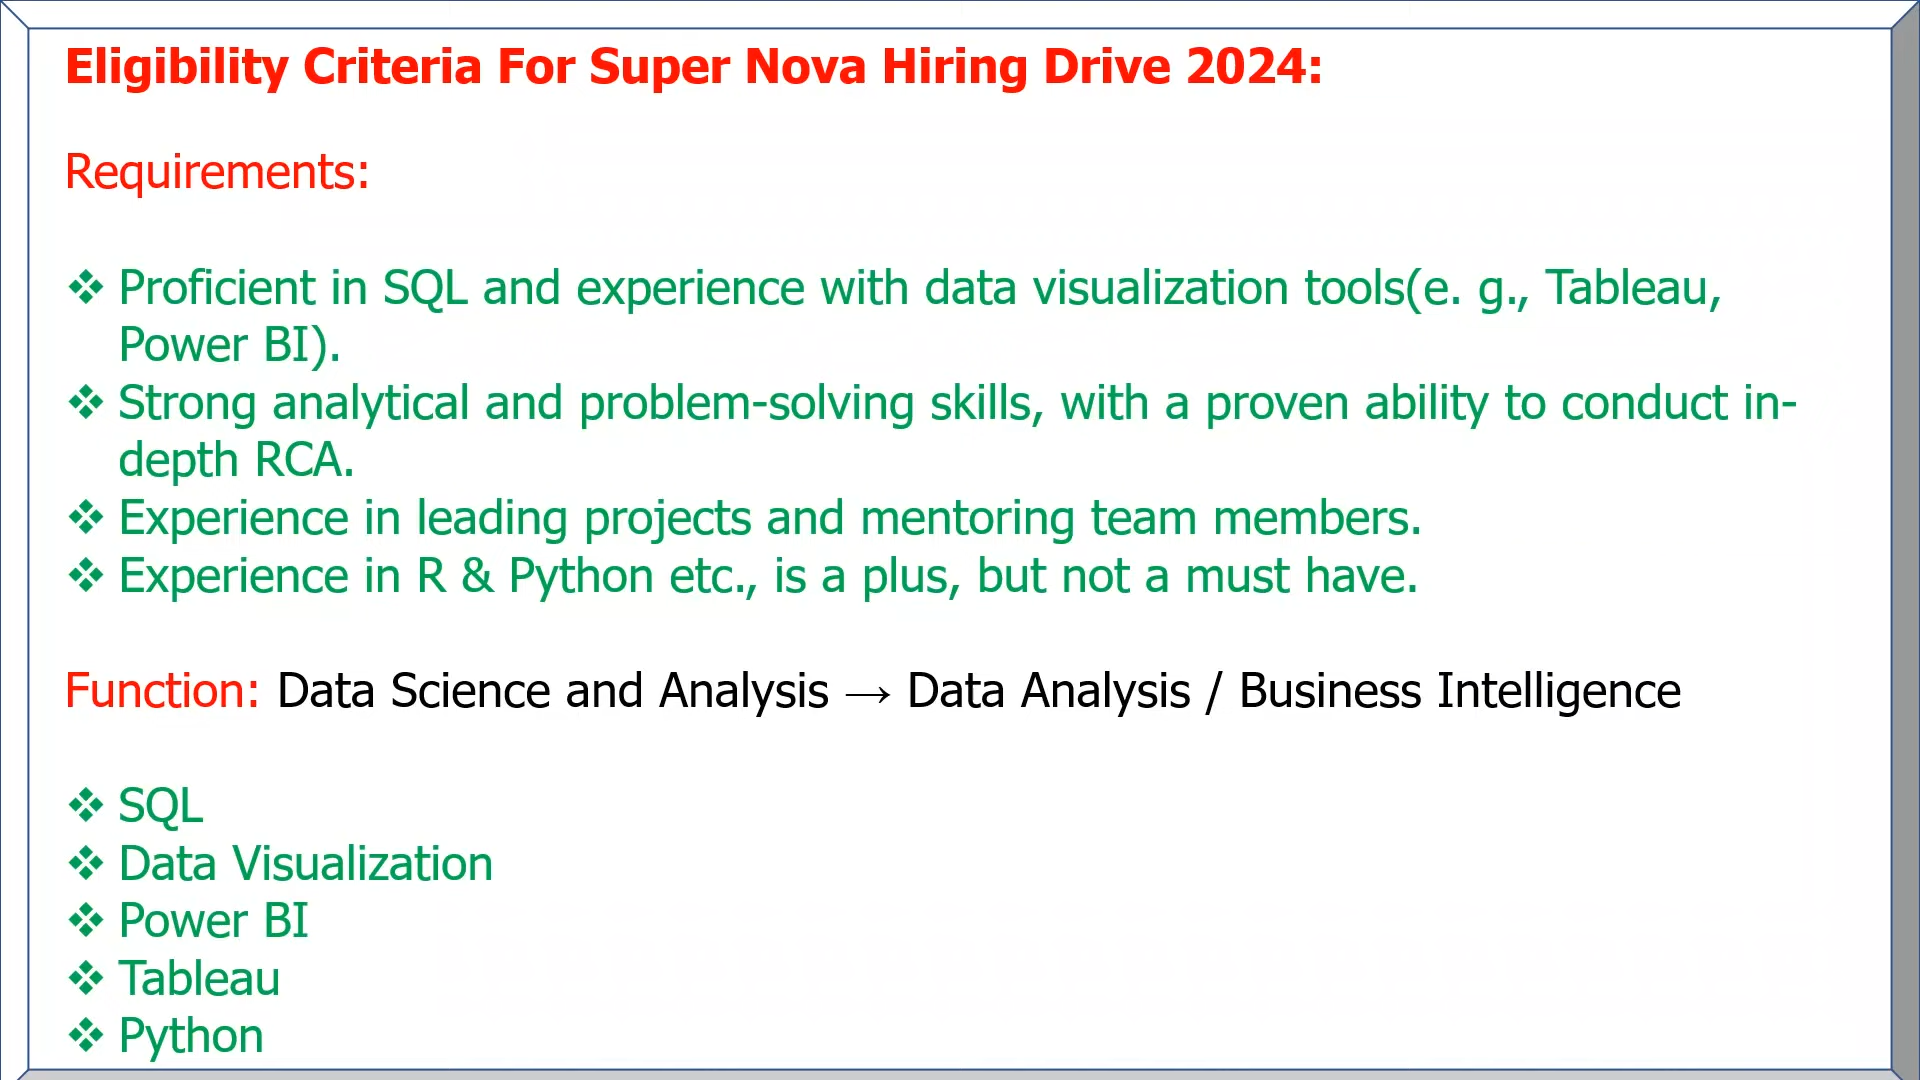 Eligibility Criteria For Super Nova Hiring Drive 2024:
Requirements:
❖ Proficient in SQL and experience with data visualization tools(e. g., Tableau,
Power BI).
❖ Strong analytical and problem-solving skills, with a proven ability to conduct in-
depth RCA.
❖ Experience in leading projects and mentoring team members.
❖ Experience in R & Python etc., is a plus, but not a must have.
Function: Data Science and Analysis → Data Analysis / Business Intelligence
❖ SQL
❖ Data Visualization
❖ Power BI
❖ Tableau
❖ Python